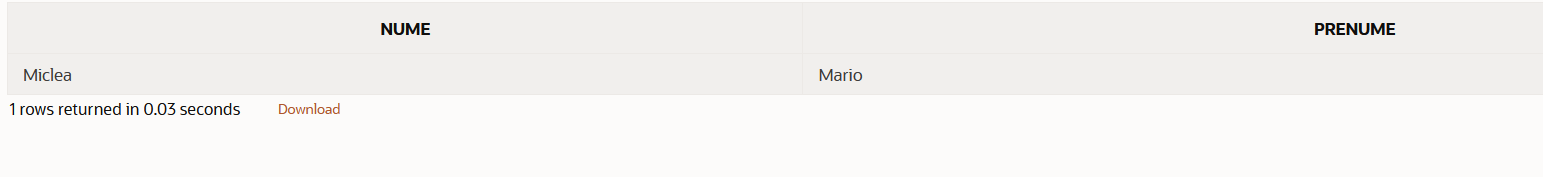 NUME PRENUME
Miclea Mario
1 rows returned in 0.03 seconds Download